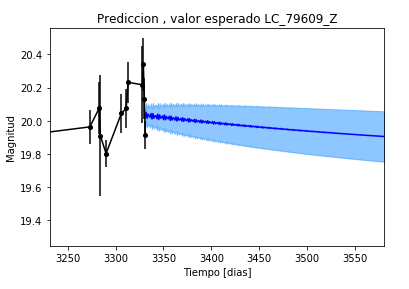 Prediccion , valor esperado LC_79609_Z
Magnitud
20.4
20.2
20.0
19.8
19.6
19.4
3250 3300 3350 3400 3450 3500 3550
Tiempo [dias]